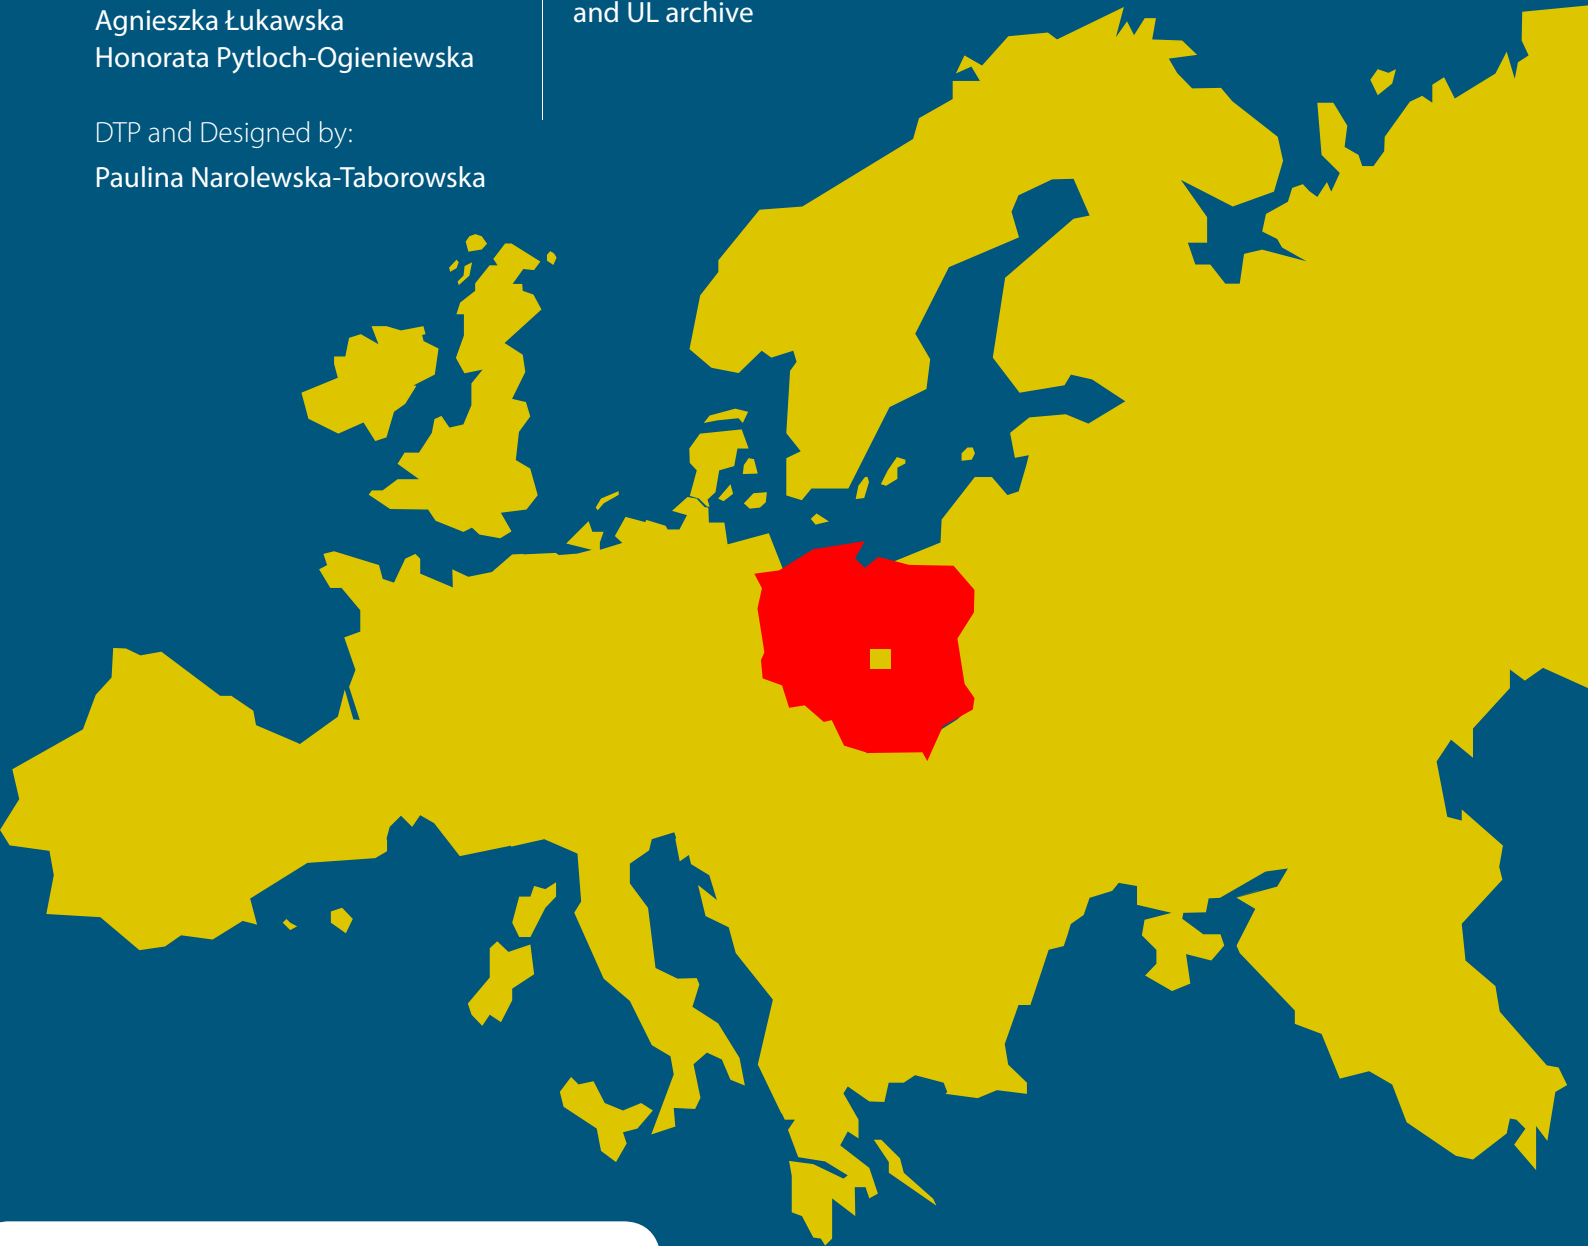 Agnieszka Łukawska
Honorata Pytloch-Ogieniewska
DTP and Designed by:
Paulina Narolewska-Taborowska
and UL archive